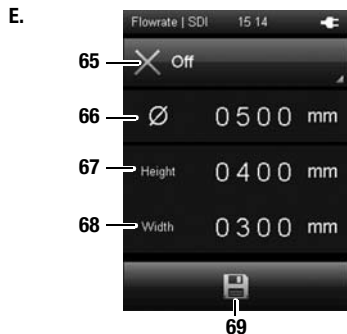 E.
Flowrate | SDI 15 14
65 Off
66 Ø 0500 mm
67 Height 0400 mm
68 Width 0300 mm
69